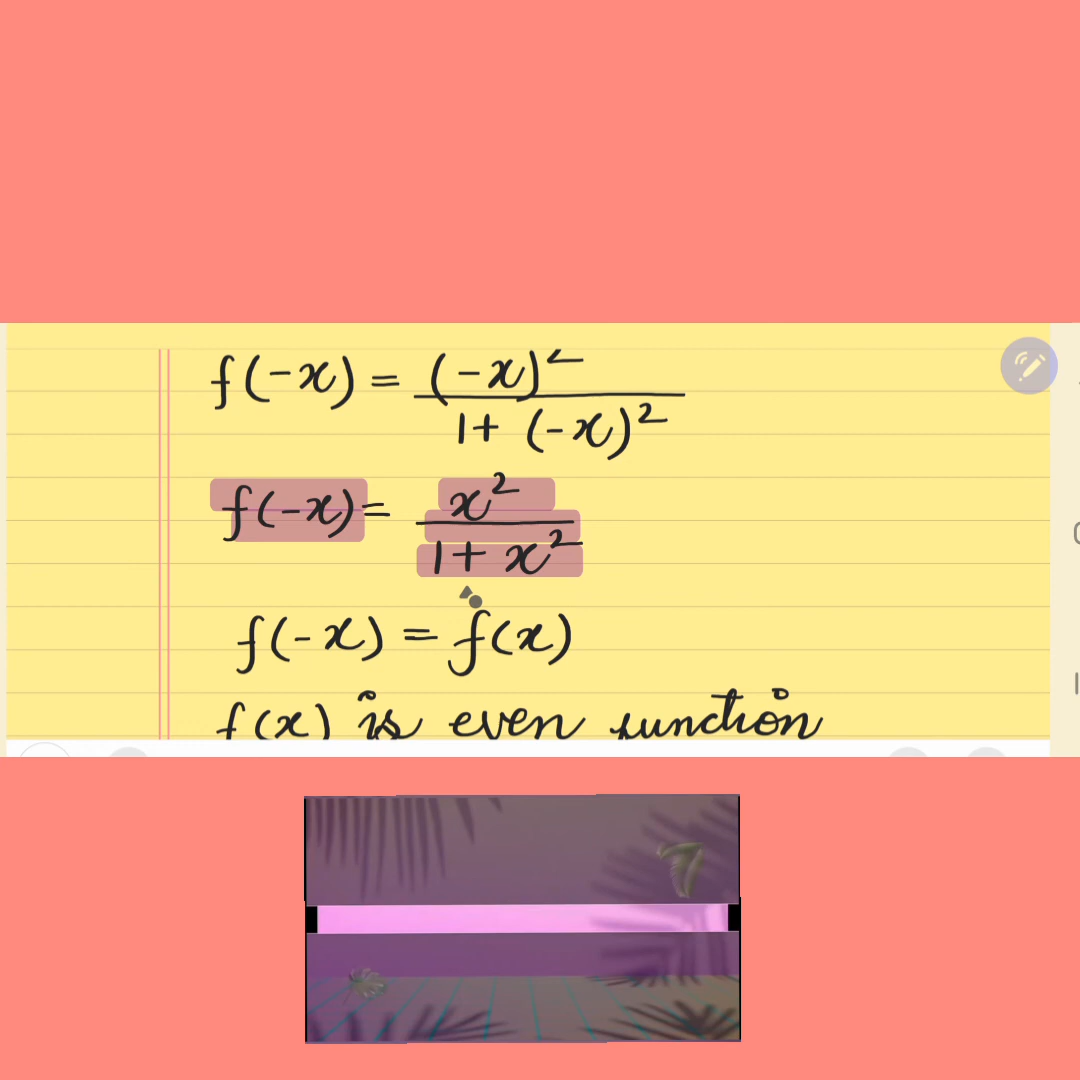 f(-x) = (-x)² / 1+ (-x)²
f(-x) = x² / 1+ x²
f(-x) = f(x)
f(x) is even function